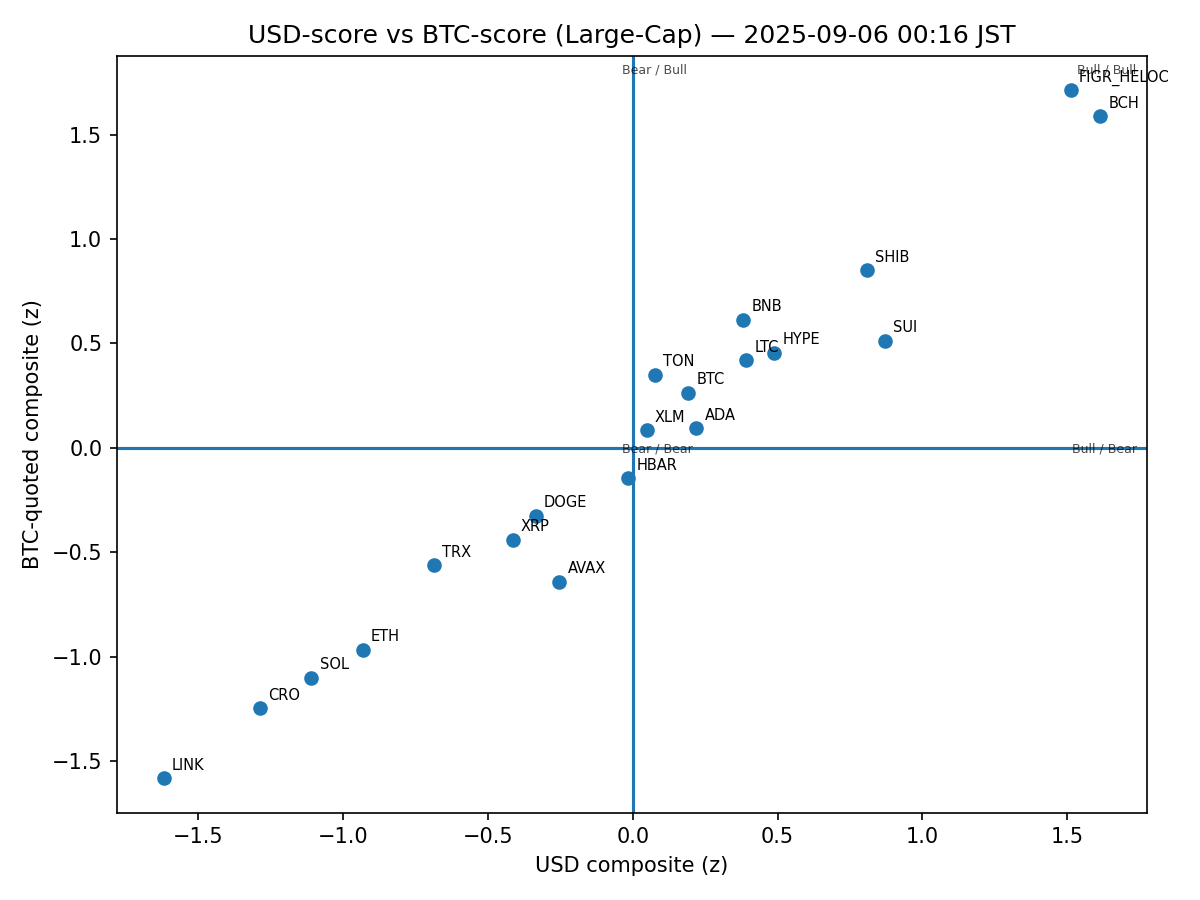 USD-score vs BTC-score (Large-Cap) — 2025-09-06 00:16 JST
Bear / Bull
Bull / Bull
FIGR_HELOC
BCH
1.5
SHIB
1.0
BNB
SUI
HYPE
LTC
0.5
TON
BTC
XLM
ADA
0.0
Bear / Bear
Bull / Bear
HBAR
DOGE
XRP
−0.5
TRX
AVAX
ETH
SOL
−1.0
CRO
LINK
−1.5
BTC-quoted composite (z)
−1.5 −1.0 −0.5 0.0 0.5 1.0 1.5
USD composite (z)